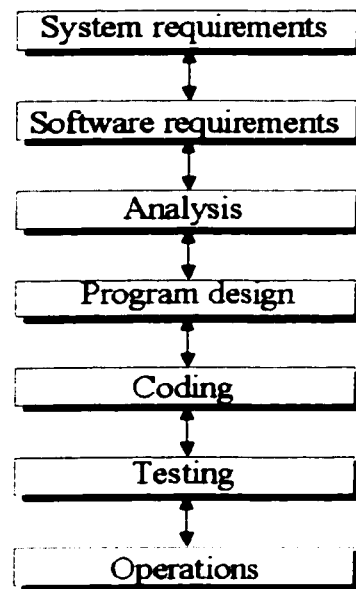 System requirements
Software requirements
Analysis
Program design
Coding
Testing
Operations